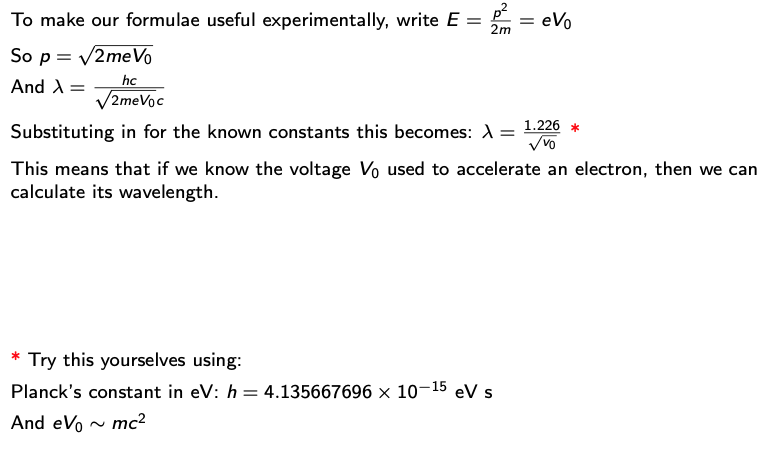 To make our formulae useful experimentally, write E = p²/2m = eV₀
So p = √2meV₀
And λ = hc/√2meV₀c
Substituting in for the known constants this becomes: λ = 1.226/√v₀ *
This means that if we know the voltage V₀ used to accelerate an electron, then we can
calculate its wavelength.
* Try this yourselves using:
Planck's constant in eV: h = 4.135667696 × 10⁻¹⁵ eV s
And eV₀ ∼ mc²